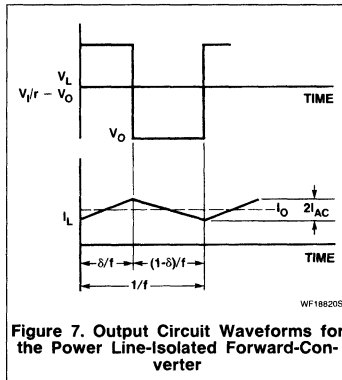 V_L
V_I/r − V_O
TIME
V_O
I_L
I_O
2I_AC
TIME
δ/f
(1-δ)/f
1/f
WF18820S
Figure 7. Output Circuit Waveforms for
the Power Line-Isolated Forward-Con-
verter